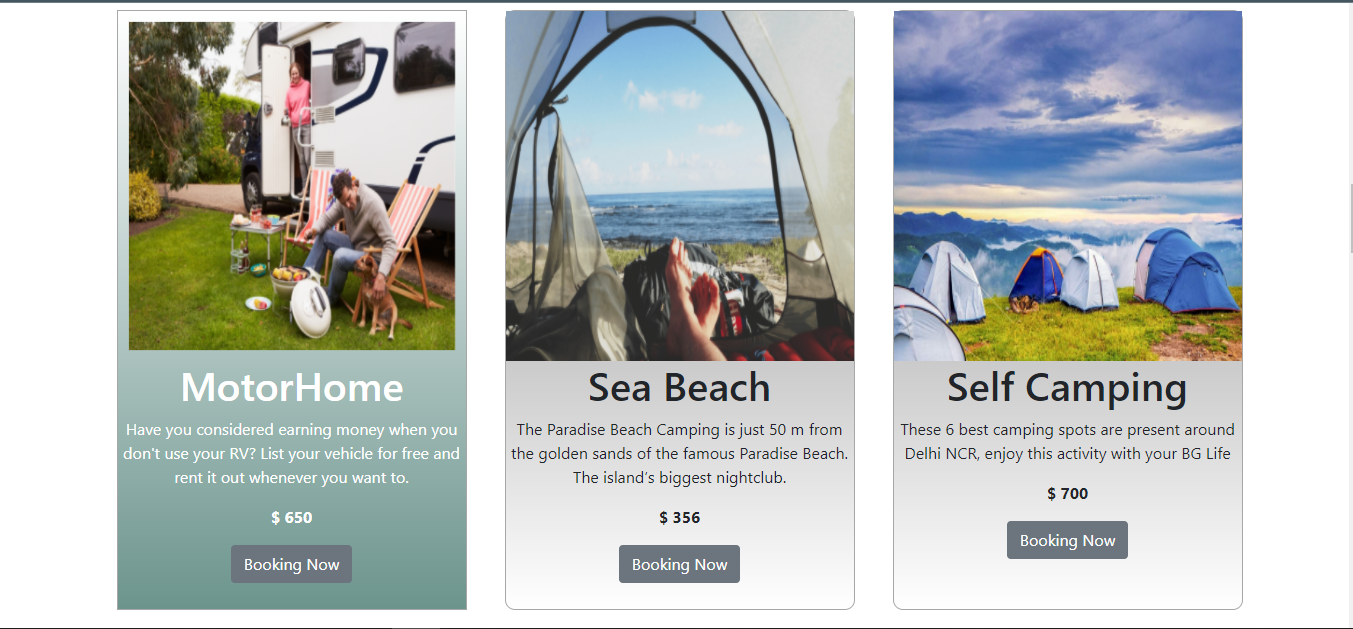 MotorHome
Have you considered earning money when you
don't use your RV? List your vehicle for free and
rent it out whenever you want to.
$ 650
Booking Now
Sea Beach
The Paradise Beach Camping is just 50 m from
the golden sands of the famous Paradise Beach.
The island's biggest nightclub.
$ 356
Booking Now
Self Camping
These 6 best camping spots are present around
Delhi NCR, enjoy this activity with your BG Life
$ 700
Booking Now